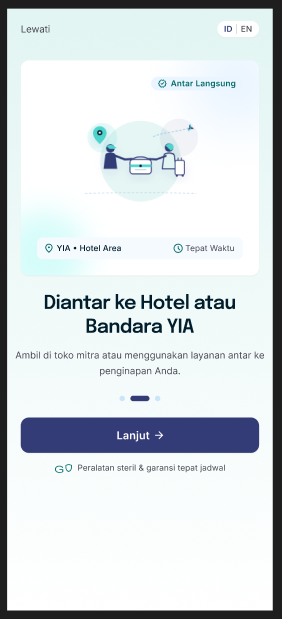 Lewati
ID | EN
Antar Langsung
YIA • Hotel Area
Tepat Waktu
Diantar ke Hotel atau
Bandara YIA
Ambil di toko mitra atau menggunakan layanan antar ke
penginapan Anda.
Lanjut →
Peralatan steril & garansi tepat jadwal